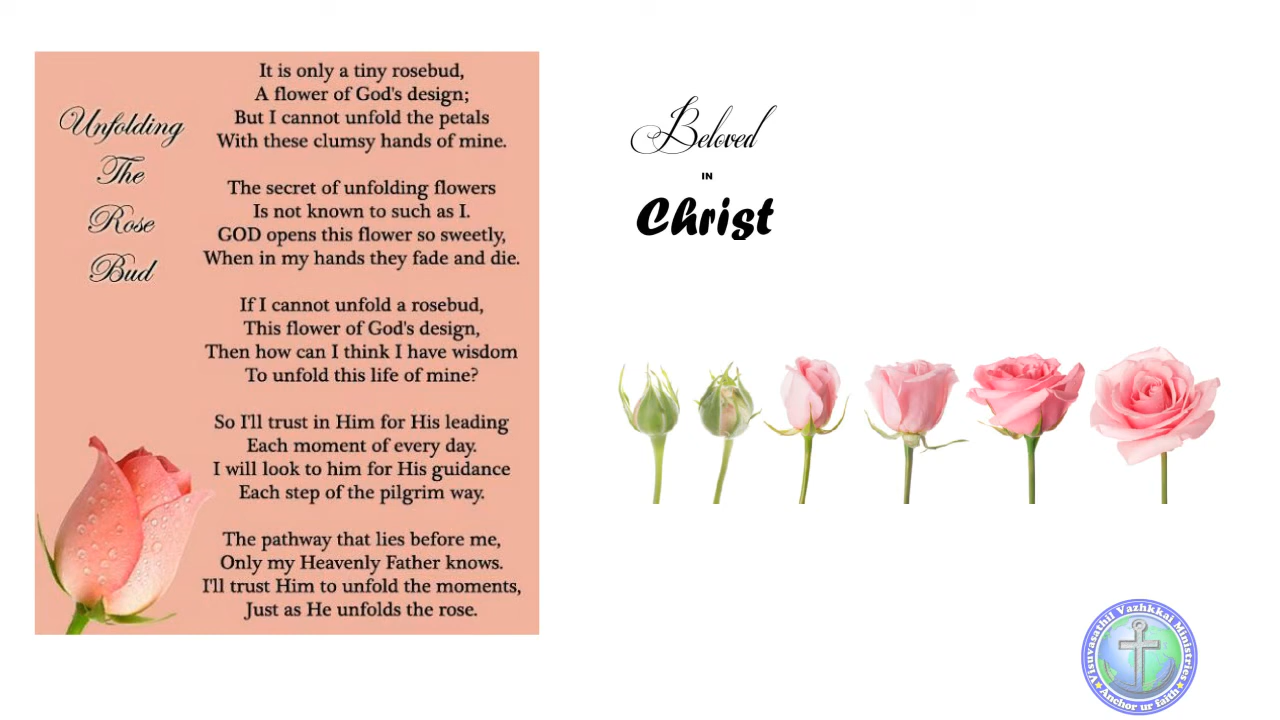 Unfolding
The
Rose
Bud
It is only a tiny rosebud,
A flower of God's design;
But I cannot unfold the petals
With these clumsy hands of mine.
The secret of unfolding flowers
Is not known to such as I.
GOD opens this flower so sweetly,
When in my hands they fade and die.
If I cannot unfold a rosebud,
This flower of God's design,
Then how can I think I have wisdom
To unfold this life of mine?
So I'll trust in Him for His leading
Each moment of every day.
I will look to him for His guidance
Each step of the pilgrim way.
The pathway that lies before me,
Only my Heavenly Father knows.
I'll trust Him to unfold the moments,
Just as He unfolds the rose.
Beloved
IN
Christ
Visuvasathil Vazhkkai Ministries
Anchor ur faith